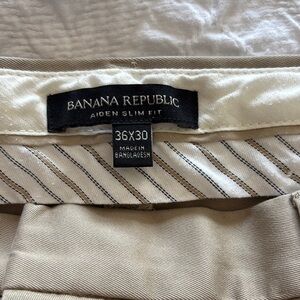 BANANA REPUBLIC
AIDEN SLIM FIT
36X30
MADE IN
BANGLADESH